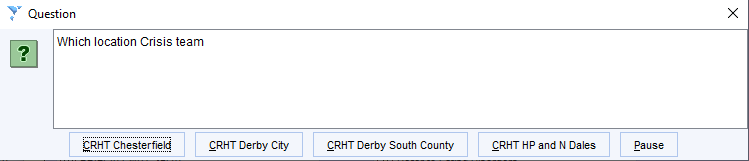 Question
Which location Crisis team
?
CRHT Chesterfield
CRHT Derby City
CRHT Derby South County
CRHT HP and N Dales
Pause